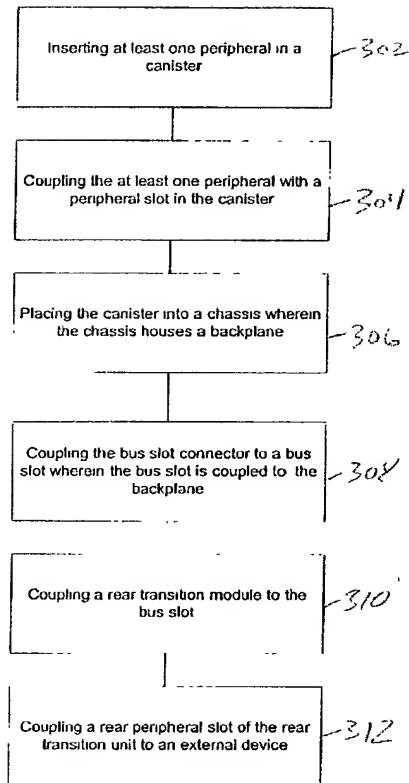 Inserting at least one peripheral in a
canister
302
Coupling the at least one peripheral with a
peripheral slot in the canister
304
Placing the canister into a chassis wherein
the chassis houses a backplane
306
Coupling the bus slot connector to a bus
slot wherein the bus slot is coupled to the
backplane
308
Coupling a rear transition module to the
bus slot
310
Coupling a rear peripheral slot of the rear
transition unit to an external device
312